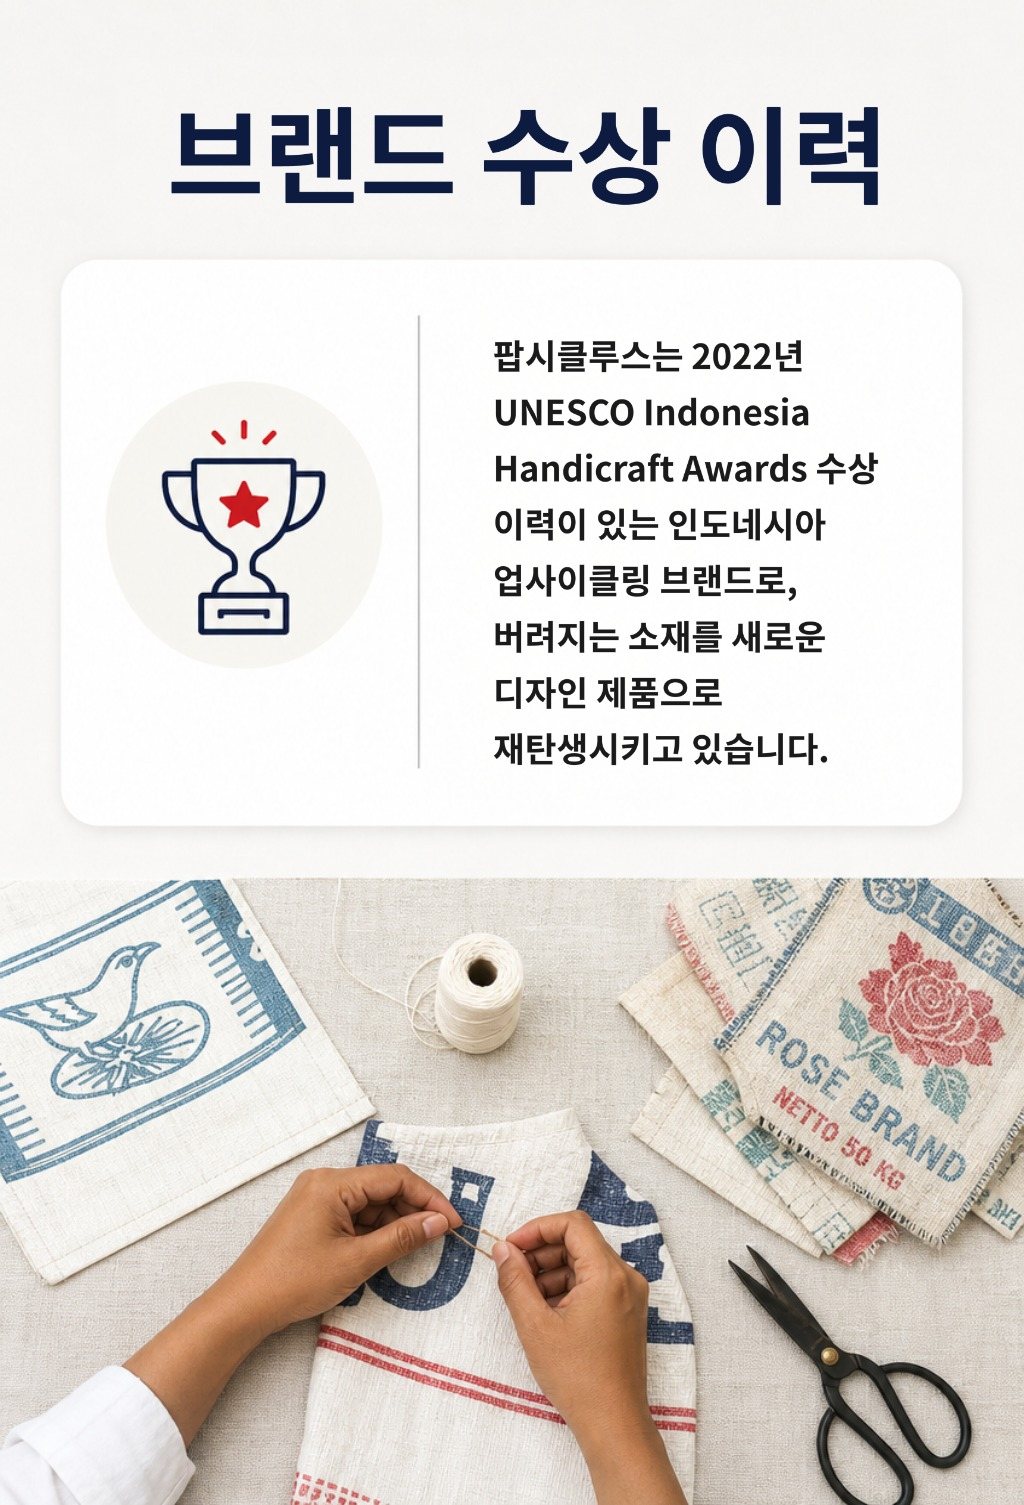 브랜드 수상 이력
팝시클루스는 2022년
UNESCO Indonesia
Handicraft Awards 수상
이력이 있는 인도네시아
업사이클링 브랜드로,
버려지는 소재를 새로운
디자인 제품으로
재탄생시키고 있습니다.
ROSE BRAND
NETTO 50 KG